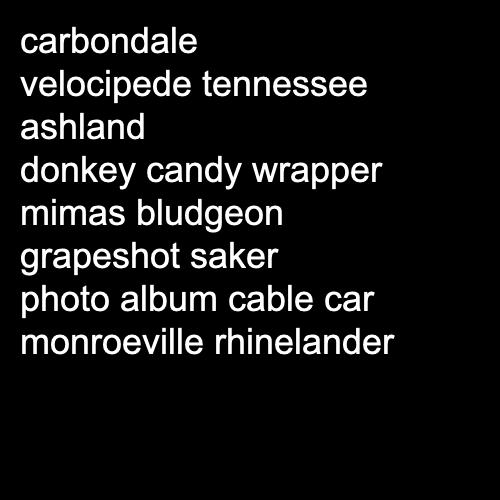 carbondale
velocipede tennessee
ashland
donkey candy wrapper
mimas bludgeon
grapeshot saker
photo album cable car
monroeville rhinelander